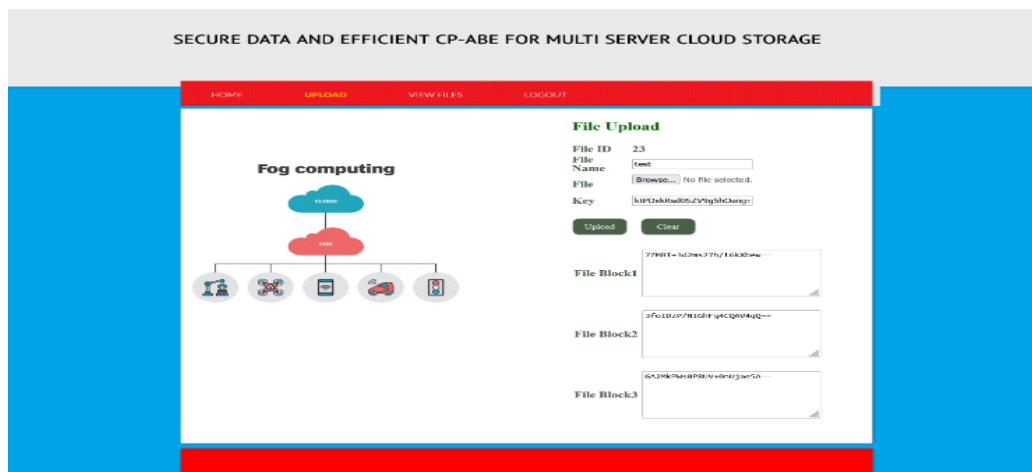 SECURE DATA AND EFFICIENT CP-ABE FOR MULTI SERVER CLOUD STORAGE
HOME UPLOAD VIEW FILES LOGOUT
File Upload
File ID 23
File Name test
File Browse... No file selected.
Key
Upload Clear
Fog computing
CLOUD
FOG
File Block1
File Block2
File Block3